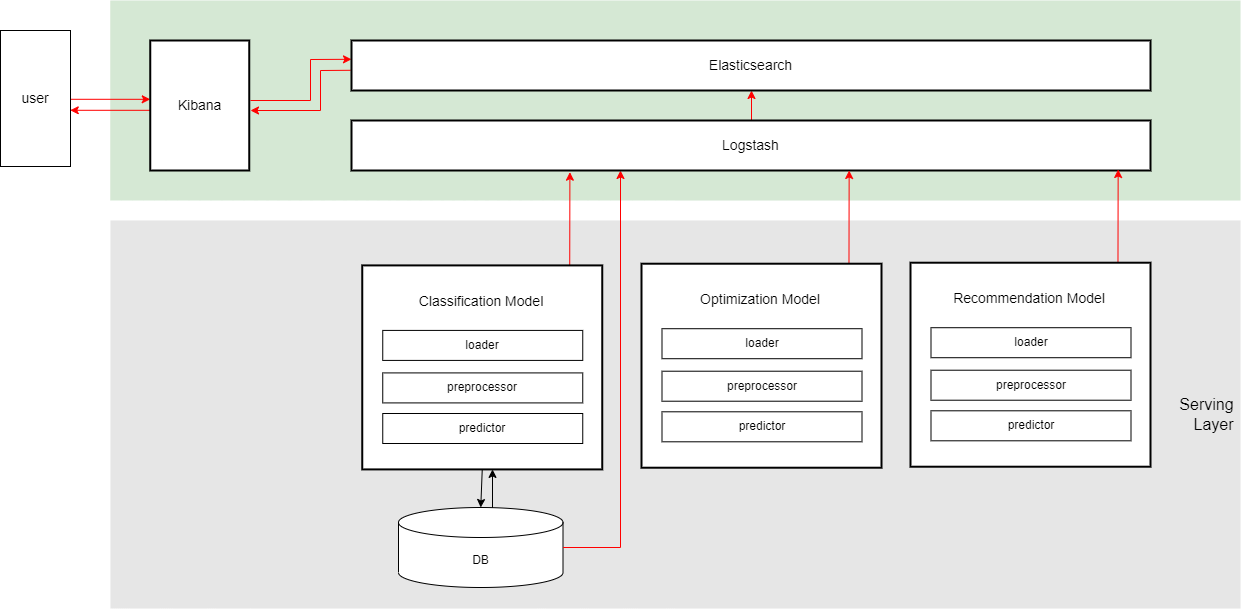 user
Kibana
Elasticsearch
Logstash
Classification Model
loader
preprocessor
predictor
Optimization Model
loader
preprocessor
predictor
Recommendation Model
loader
preprocessor
predictor
Serving
Layer
DB